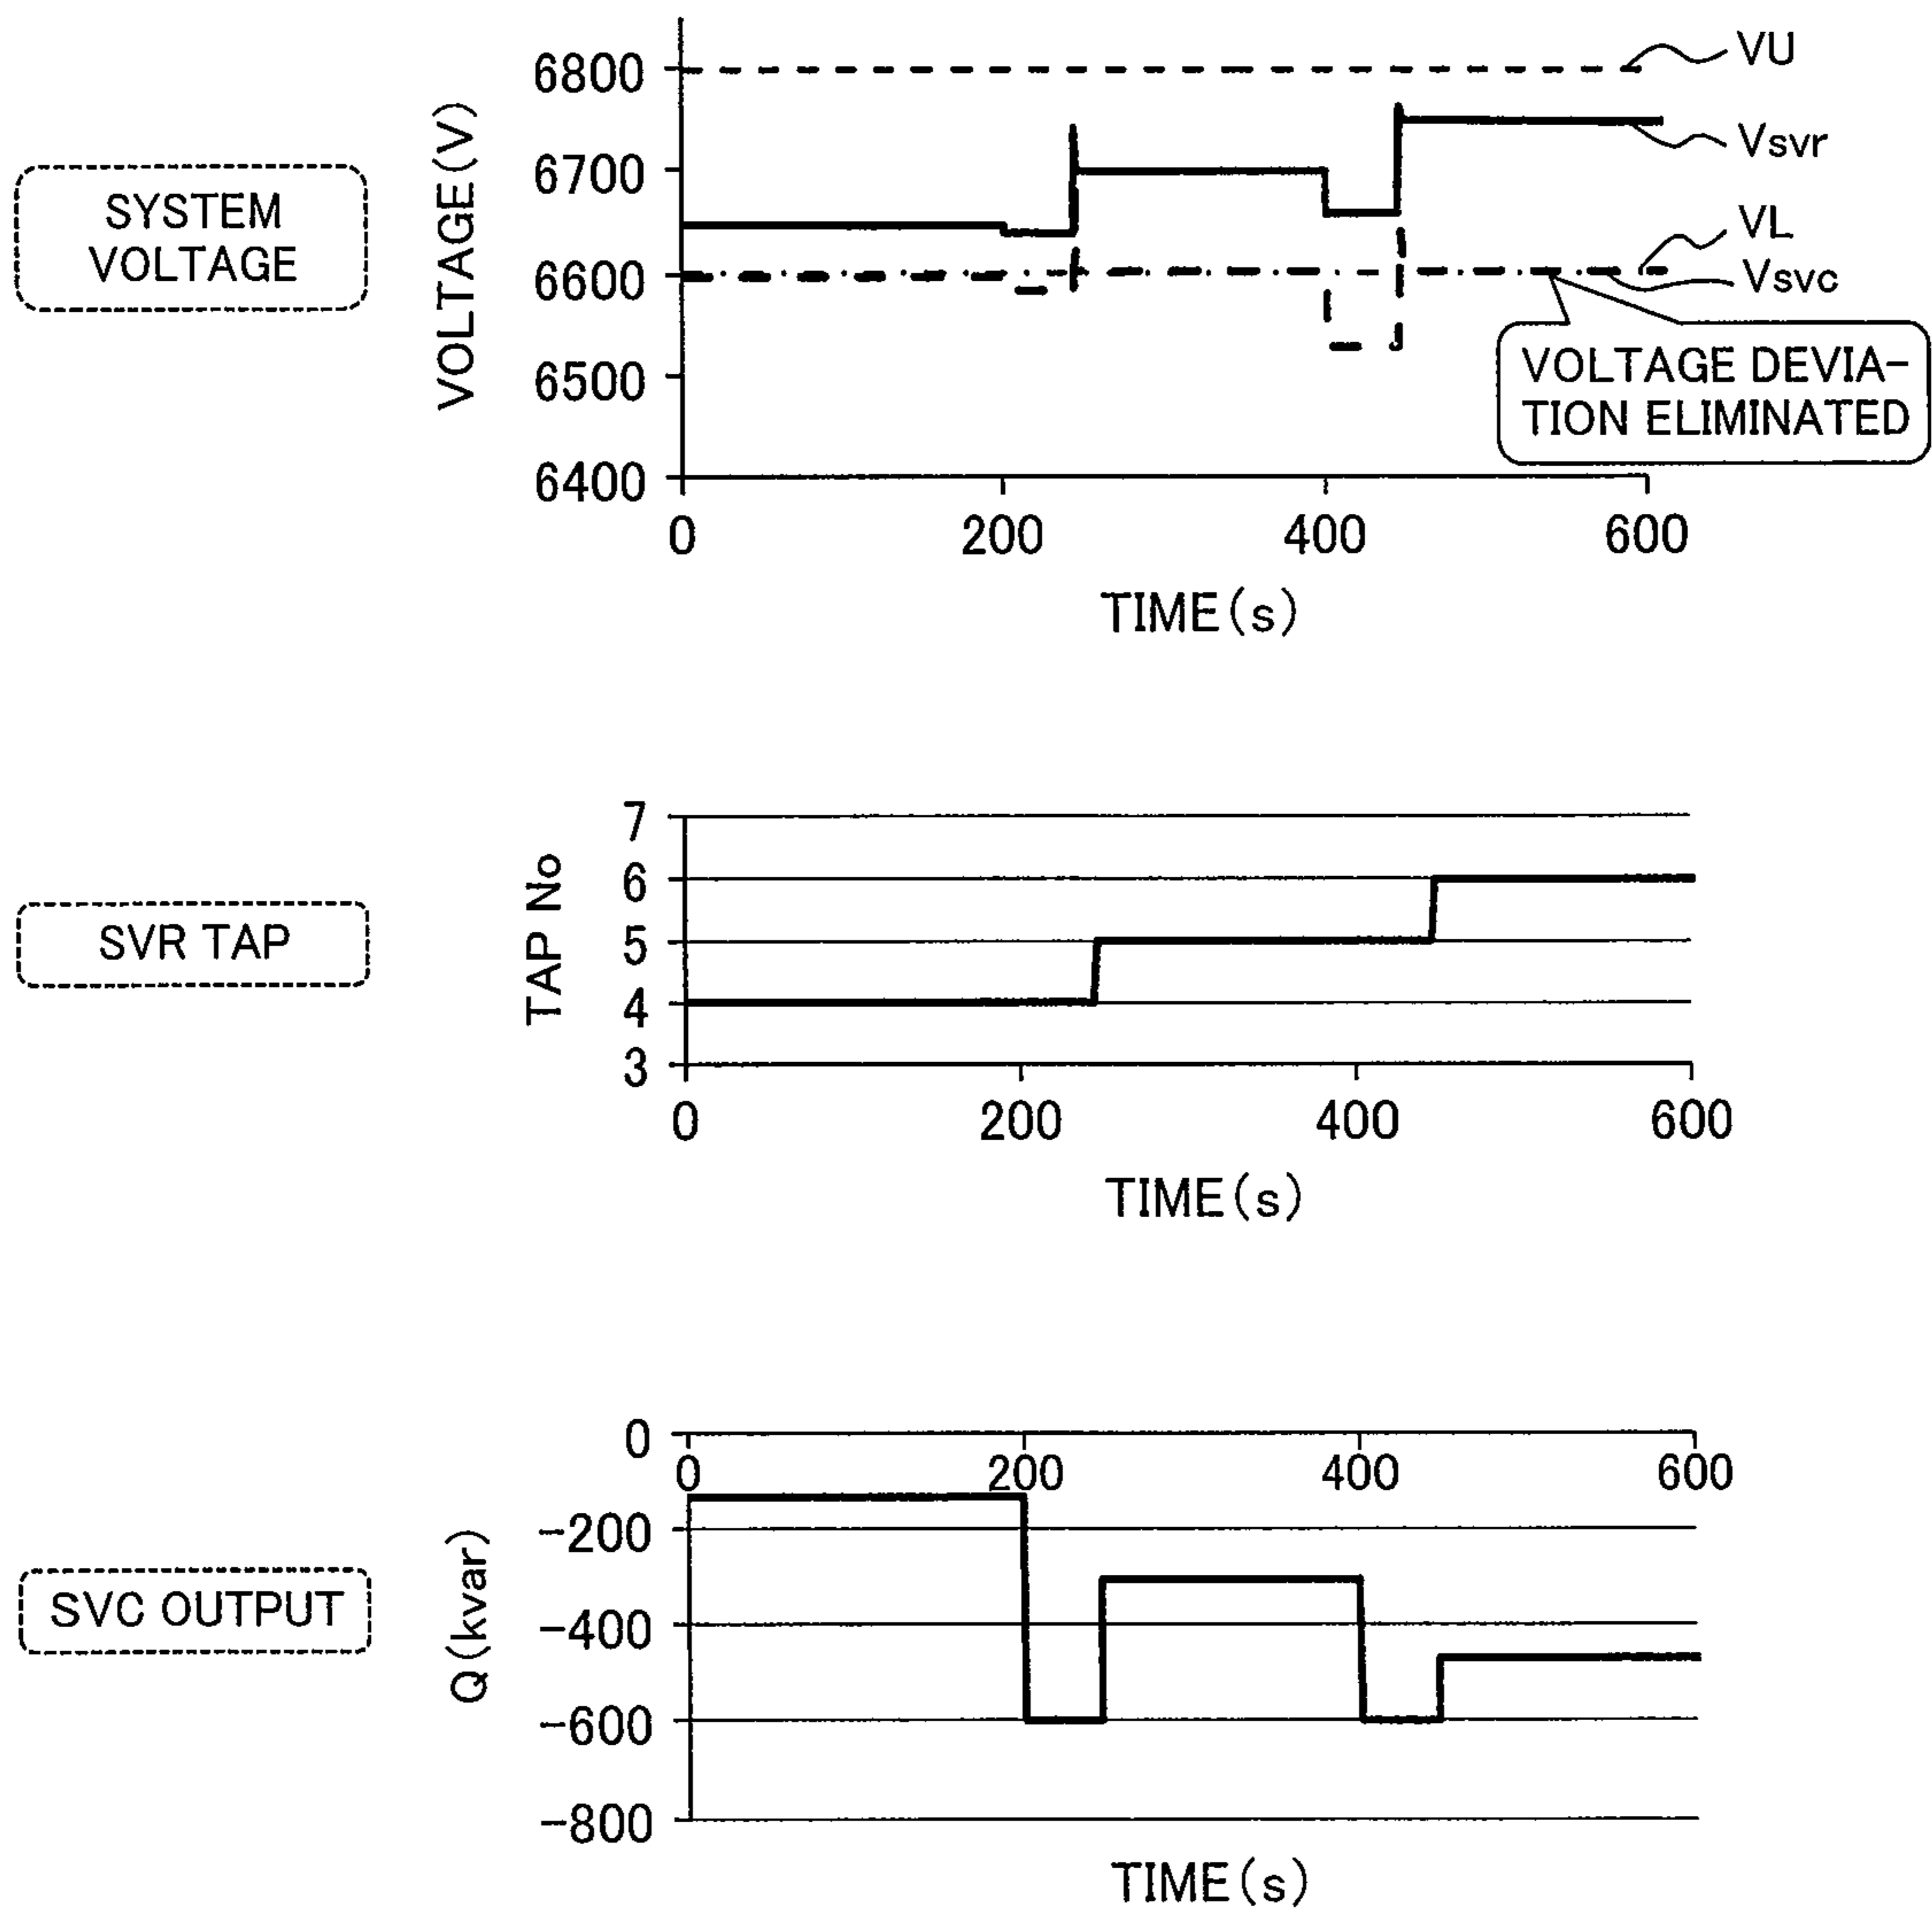 SYSTEM
VOLTAGE
VOLTAGE(V)
6800
6700
6600
6500
6400
0
200
400
600
TIME(s)
VU
Vsvr
VL
Vsvc
VOLTAGE DEVIA-
TION ELIMINATED
SVR TAP
TAP No
7
6
5
4
3
0
200
400
600
TIME(s)
SVC OUTPUT
Q(kvar)
0
-200
-400
-600
-800
0
200
400
600
TIME(s)